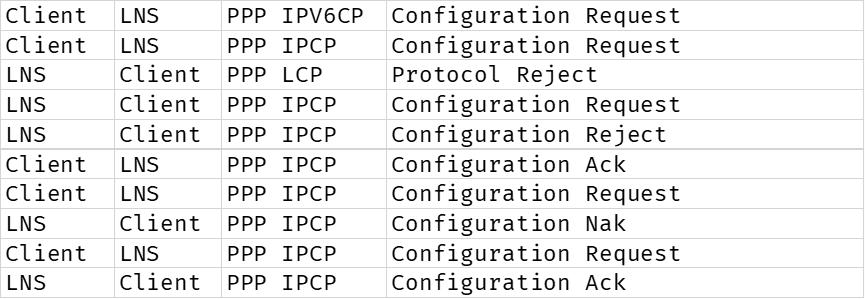 Client LNS PPP IPV6CP Configuration Request
Client LNS PPP IPCP Configuration Request
LNS Client PPP LCP Protocol Reject
LNS Client PPP IPCP Configuration Request
LNS Client PPP IPCP Configuration Reject
Client LNS PPP IPCP Configuration Ack
Client LNS PPP IPCP Configuration Request
LNS Client PPP IPCP Configuration Nak
Client LNS PPP IPCP Configuration Request
LNS Client PPP IPCP Configuration Ack